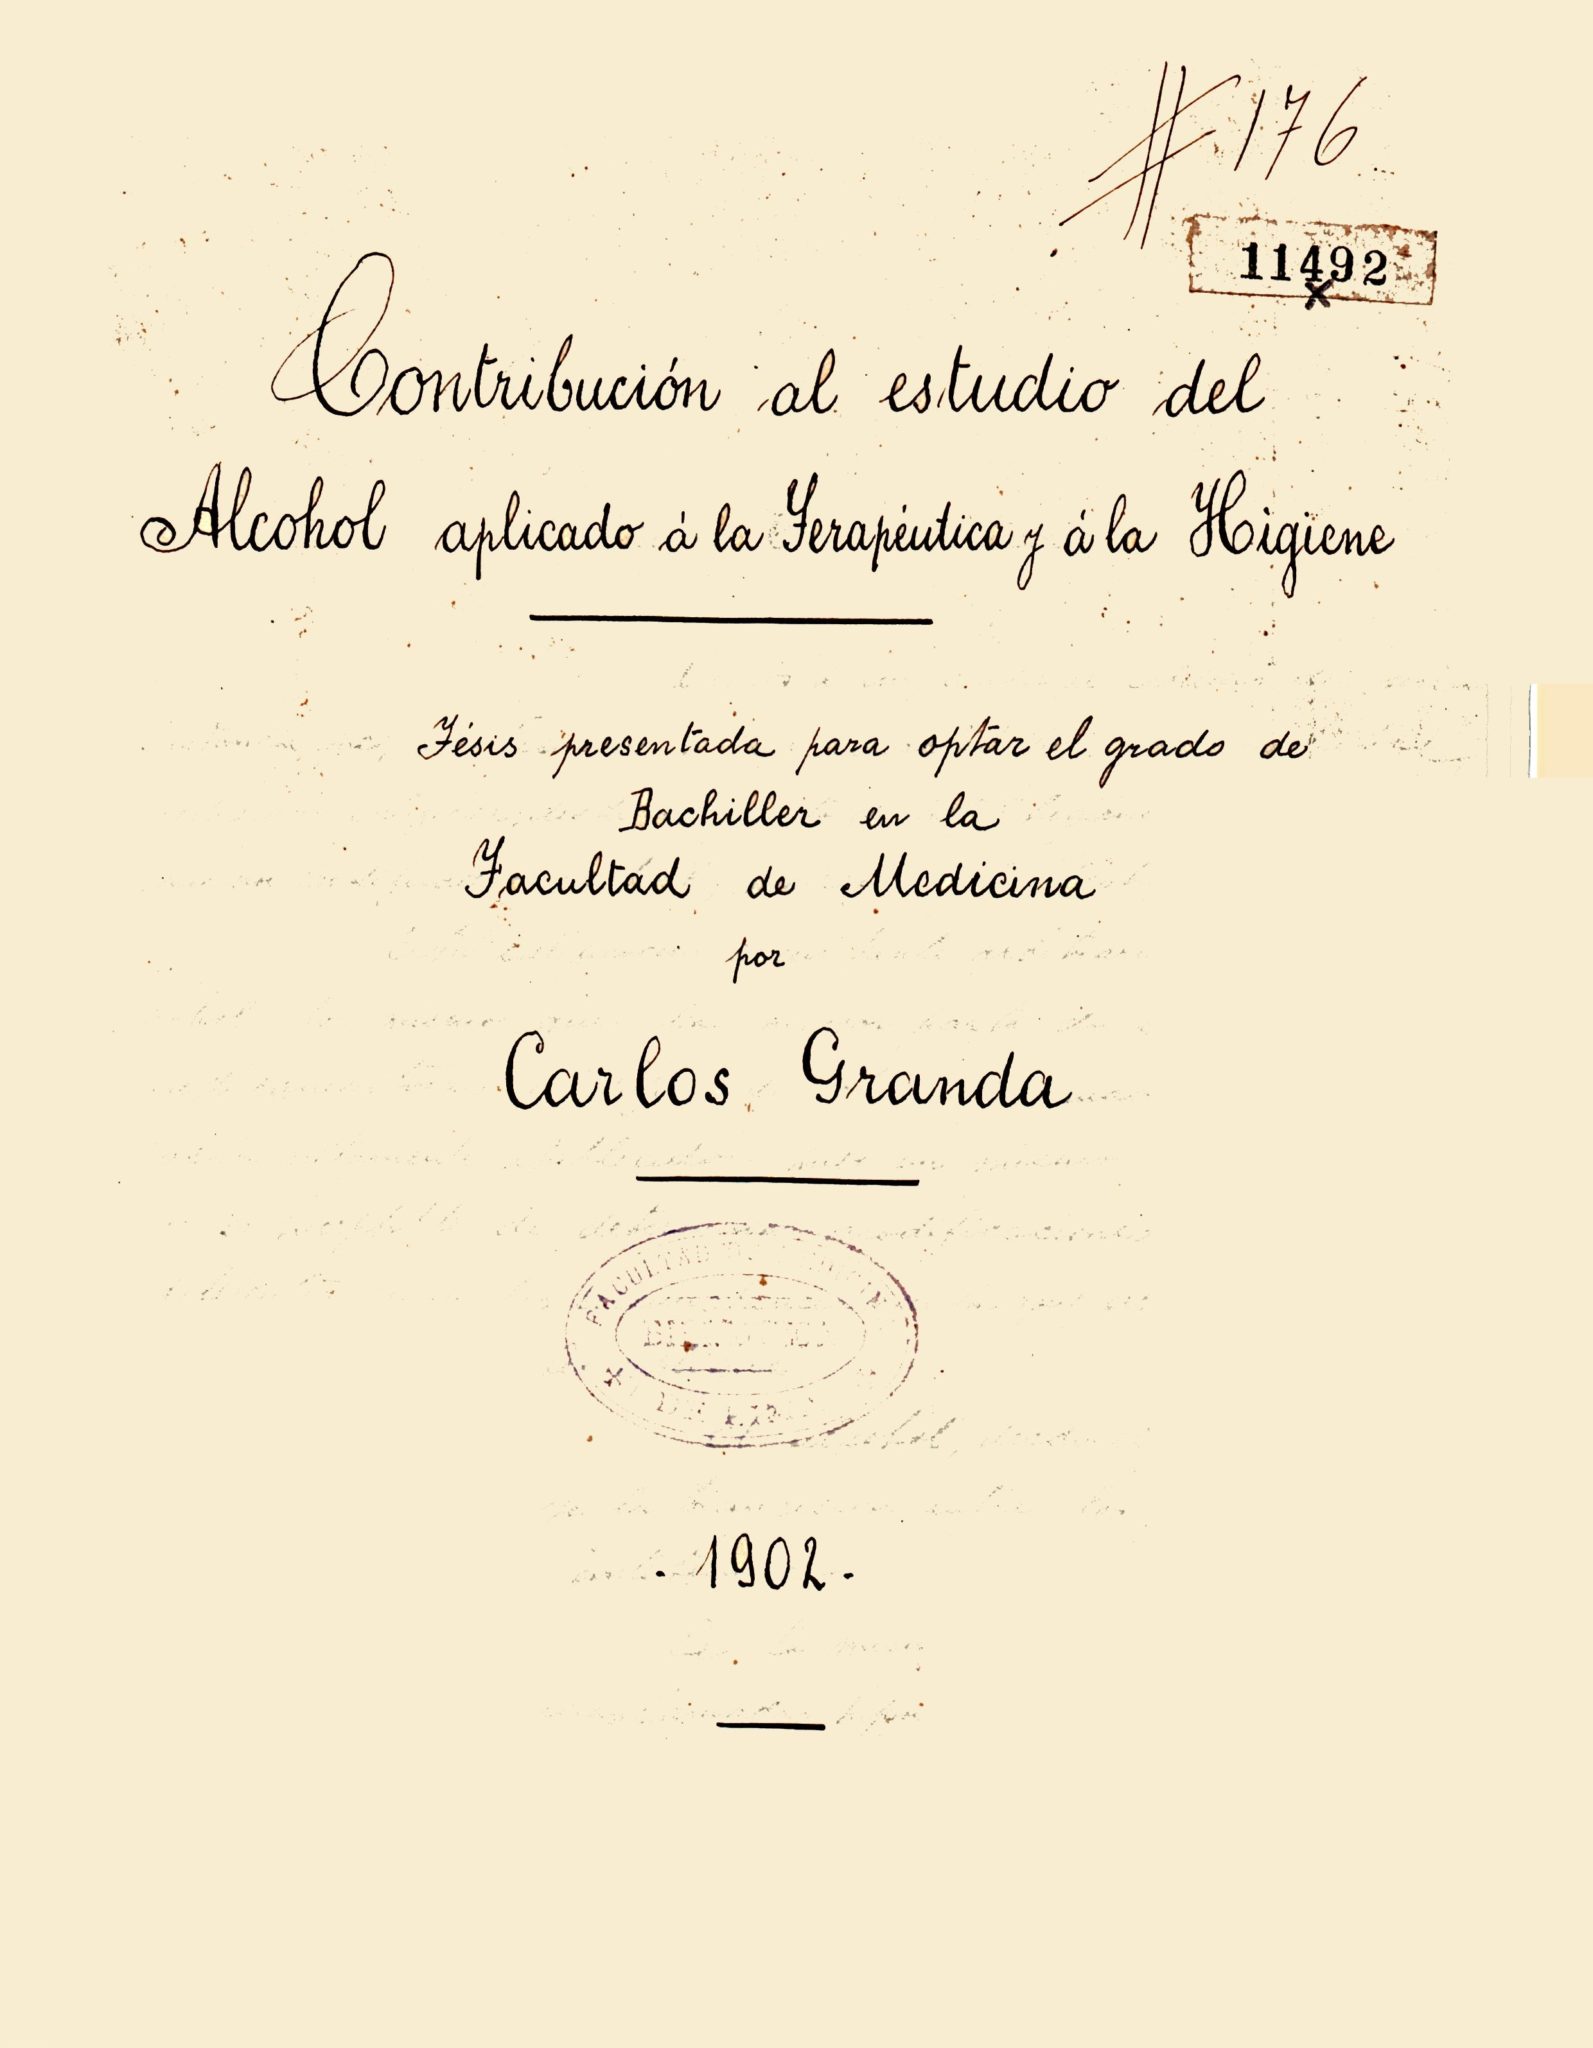 # 176
11492
x
Contribución al estudio del
Alcohol aplicado á la Terapéutica y á la Higiene
Tésis presentada para optar el grado de
Bachiller en la
Facultad de Medicina
por
Carlos Granda
FACULTAD
- 1902 -